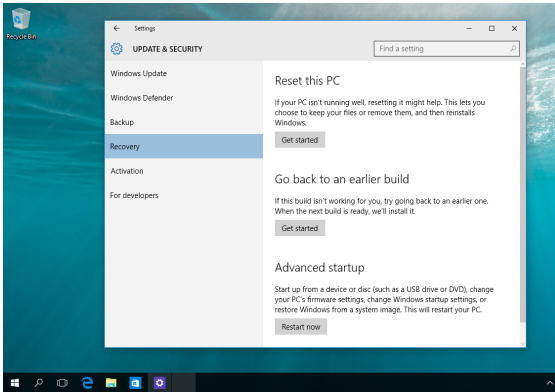 Recycle Bin
Settings
UPDATE & SECURITY
Find a setting
Windows Update
Windows Defender
Backup
Recovery
Activation
For developers
Reset this PC
If your PC isn't running well, resetting it might help. This lets you
choose to keep your files or remove them, and then reinstalls
Windows.
Get started
Go back to an earlier build
If this build isn't working for you, try going back to an earlier one.
When the next build is ready, we'll install it.
Get started
Advanced startup
Start up from a device or disc (such as a USB drive or DVD), change
your PC's firmware settings, change Windows startup settings, or
restore Windows from a system image. This will restart your PC.
Restart now